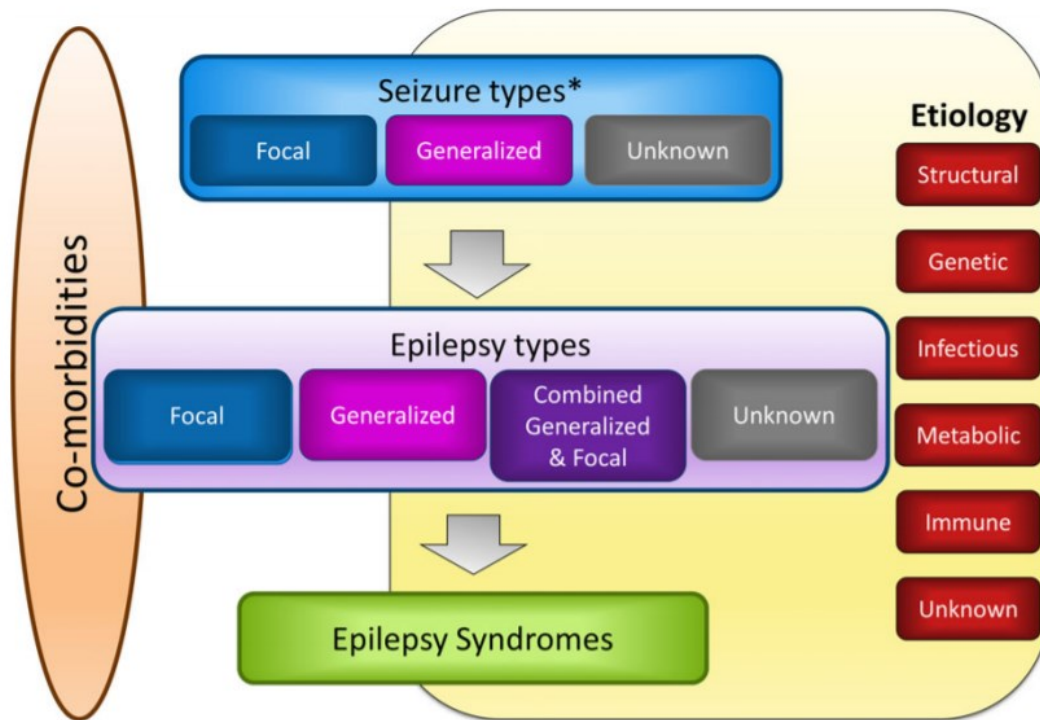 Co-morbidities
Seizure types*
Focal
Generalized
Unknown
Epilepsy types
Focal
Generalized
Combined
Generalized
& Focal
Unknown
Epilepsy Syndromes
Etiology
Structural
Genetic
Infectious
Metabolic
Immune
Unknown